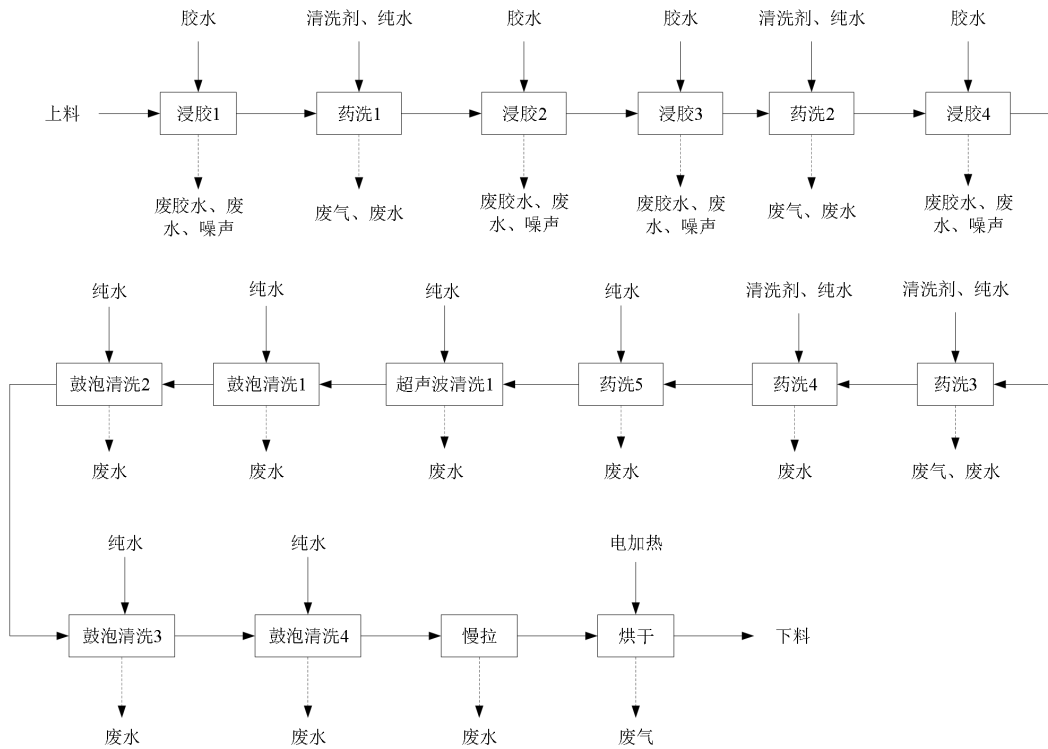 胶水
清洗剂、纯水
胶水
胶水
清洗剂、纯水
胶水
上料
浸胶1
药洗1
浸胶2
浸胶3
药洗2
浸胶4
废胶水、废
水、噪声
废气、废水
废胶水、废
水、噪声
废胶水、废
水、噪声
废气、废水
废胶水、废
水、噪声
纯水
纯水
纯水
纯水
清洗剂、纯水
清洗剂、纯水
鼓泡清洗2
鼓泡清洗1
超声波清洗1
药洗5
药洗4
药洗3
废水
废水
废水
废水
废水
废气、废水
纯水
纯水
电加热
鼓泡清洗3
鼓泡清洗4
慢拉
烘干
下料
废水
废水
废水
废气